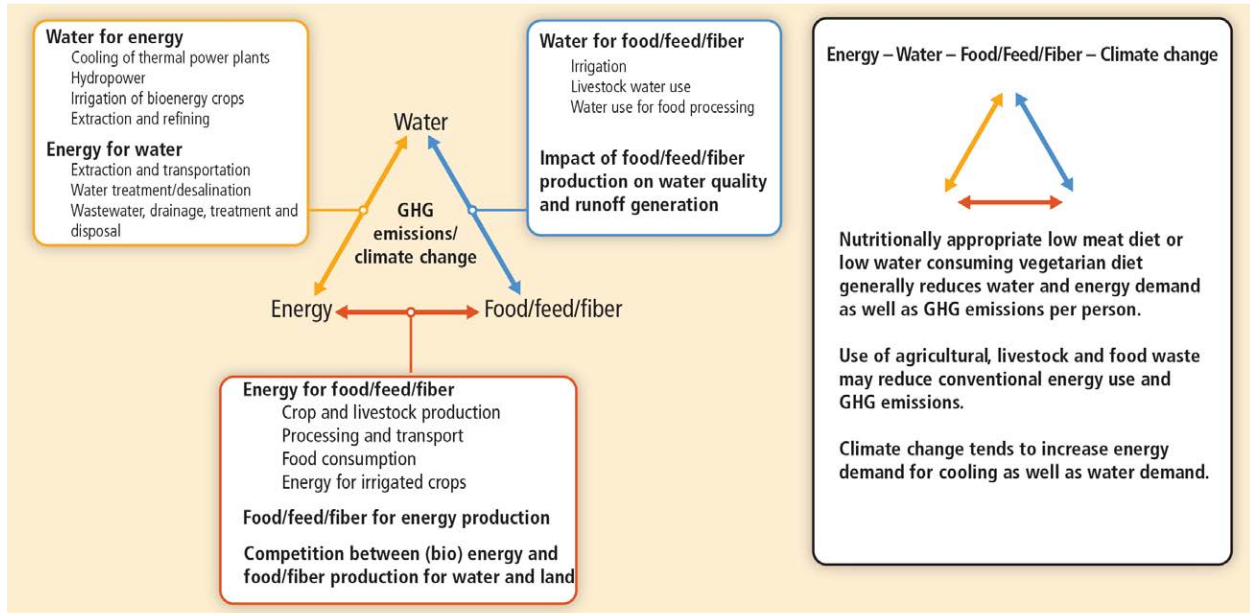 Water for energy
Cooling of thermal power plants
Hydropower
Irrigation of bioenergy crops
Extraction and refining
Energy for water
Extraction and transportation
Water treatment/desalination
Wastewater, drainage, treatment and
disposal
Water for food/feed/fiber
Irrigation
Livestock water use
Water use for food processing
Impact of food/feed/fiber
production on water quality
and runoff generation
Water
GHG
emissions/
climate change
Energy
Food/feed/fiber
Energy for food/feed/fiber
Crop and livestock production
Processing and transport
Food consumption
Energy for irrigated crops
Food/feed/fiber for energy production
Competition between (bio) energy and
food/fiber production for water and land
Energy – Water – Food/Feed/Fiber – Climate change
Nutritionally appropriate low meat diet or
low water consuming vegetarian diet
generally reduces water and energy demand
as well as GHG emissions per person.
Use of agricultural, livestock and food waste
may reduce conventional energy use and
GHG emissions.
Climate change tends to increase energy
demand for cooling as well as water demand.